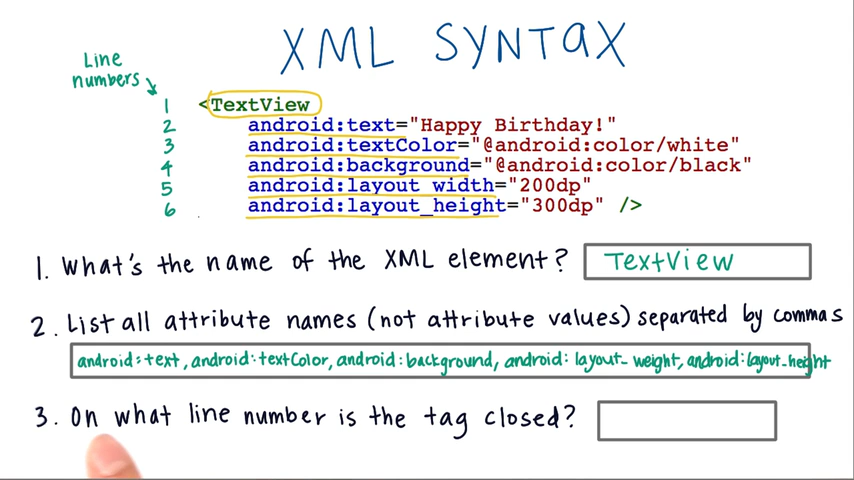 XML SYNTAX
Line
numbers
1 <TextView
2 android:text="Happy Birthday!"
3 android:textColor="@android:color/white"
4 android:background="@android:color/black"
5 android:layout_width="200dp"
6 android:layout_height="300dp" />
1. What's the name of the XML element? TextView
2. List all attribute names (not attribute values) separated by commas
android:text, android:textColor, android:background, android: layout_weight, android:layout_height
3. On what line number is the tag closed?